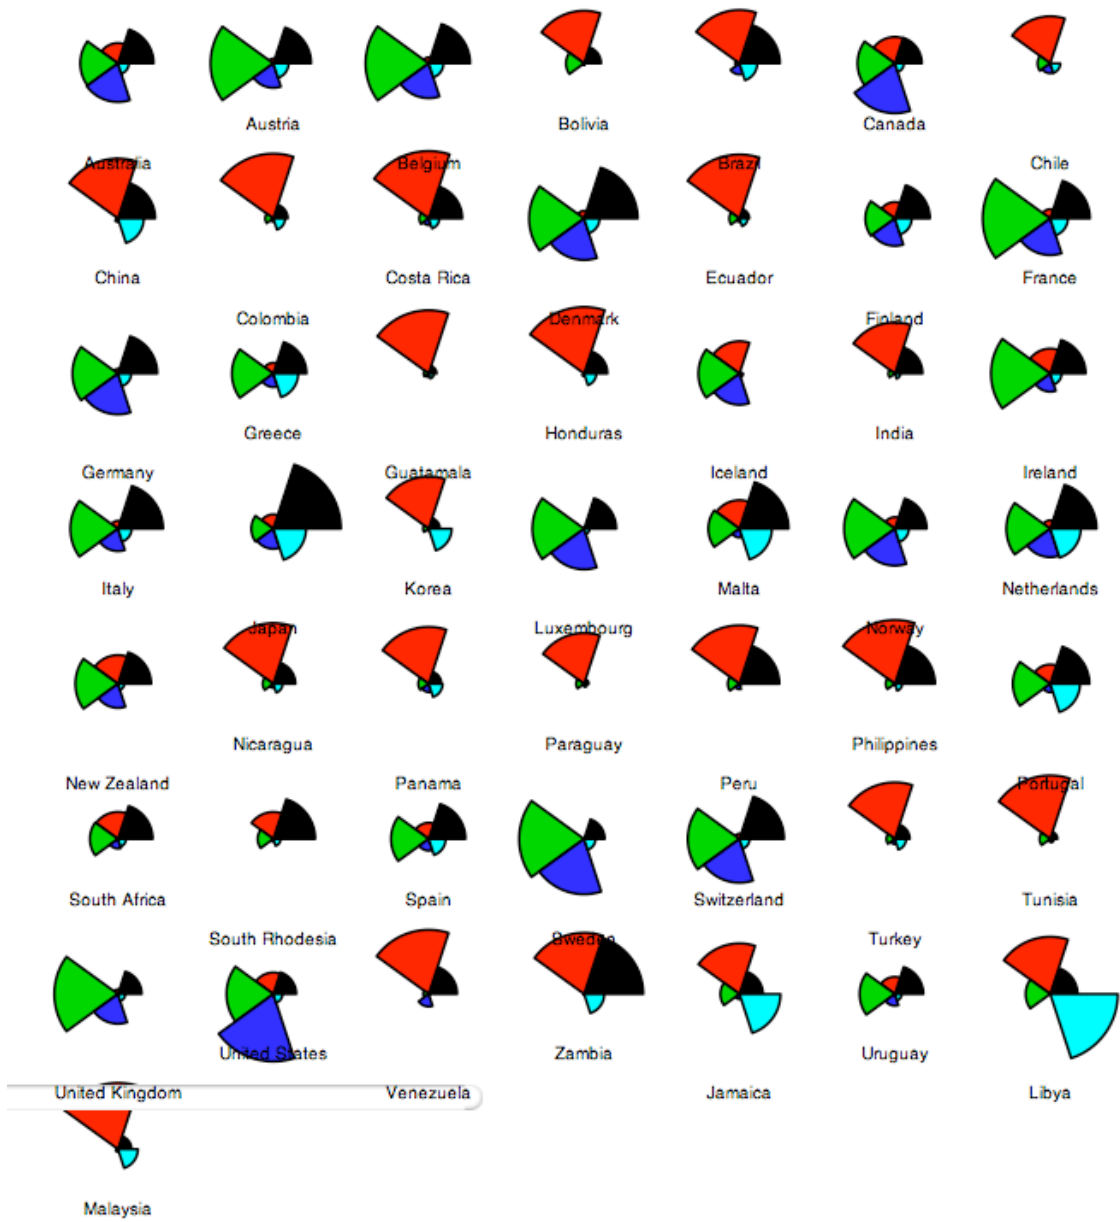 Austria
Bolivia
Canada
Australia
Belgium
Brazil
Chile
China
Costa Rica
Ecuador
France
Colombia
Denmark
Finland
Greece
Honduras
India
Germany
Guatamala
Iceland
Ireland
Italy
Korea
Malta
Netherlands
Japan
Luxembourg
Norway
Nicaragua
Paraguay
Philippines
New Zealand
Panama
Peru
Portugal
South Africa
Spain
Switzerland
Tunisia
South Rhodesia
Sweden
Turkey
United States
Zambia
Uruguay
United Kingdom
Venezuela
Jamaica
Libya
Malaysia